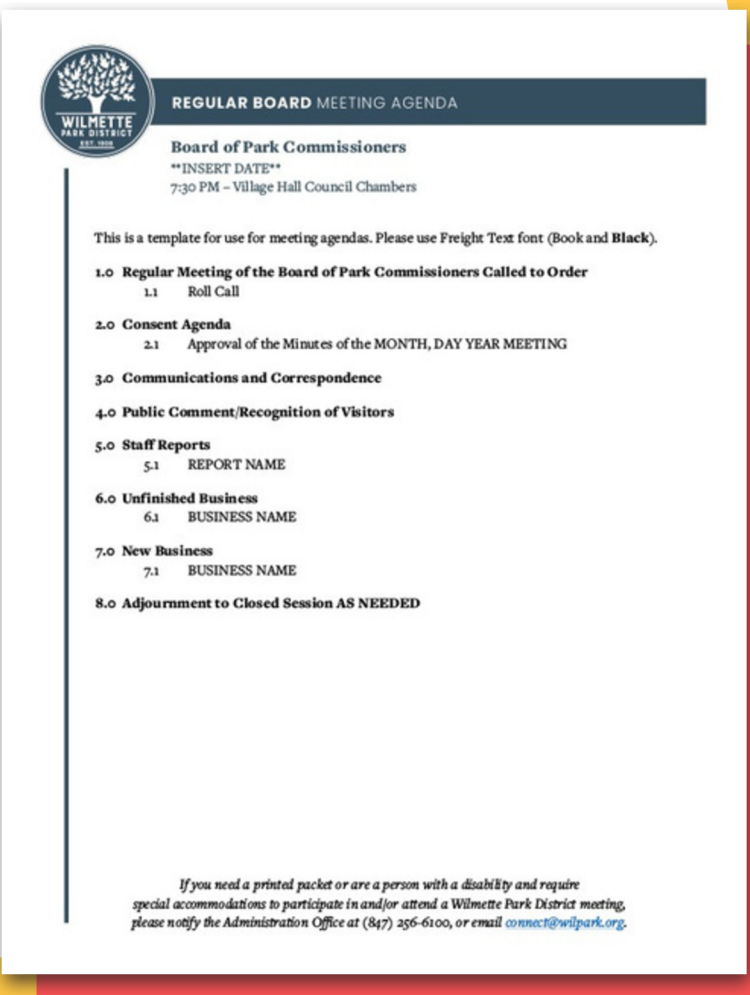 WILMETTE
PARK DISTRICT
EST. 1908
REGULAR BOARD MEETING AGENDA
Board of Park Commissioners
**INSERT DATE**
7:30 PM – Village Hall Council Chambers
This is a template for use for meeting agendas. Please use Freight Text font (Book and Black).
1.0 Regular Meeting of the Board of Park Commissioners Called to Order
1.1 Roll Call
2.0 Consent Agenda
2.1 Approval of the Minutes of the MONTH, DAY YEAR MEETING
3.0 Communications and Correspondence
4.0 Public Comment/Recognition of Visitors
5.0 Staff Reports
5.1 REPORT NAME
6.0 Unfinished Business
6.1 BUSINESS NAME
7.0 New Business
7.1 BUSINESS NAME
8.0 Adjournment to Closed Session AS NEEDED
If you need a printed packet or are a person with a disability and require
special accommodations to participate in and/or attend a Wilmette Park District meeting,
please notify the Administration Office at (847) 256-6100, or email connect@wilpark.org.